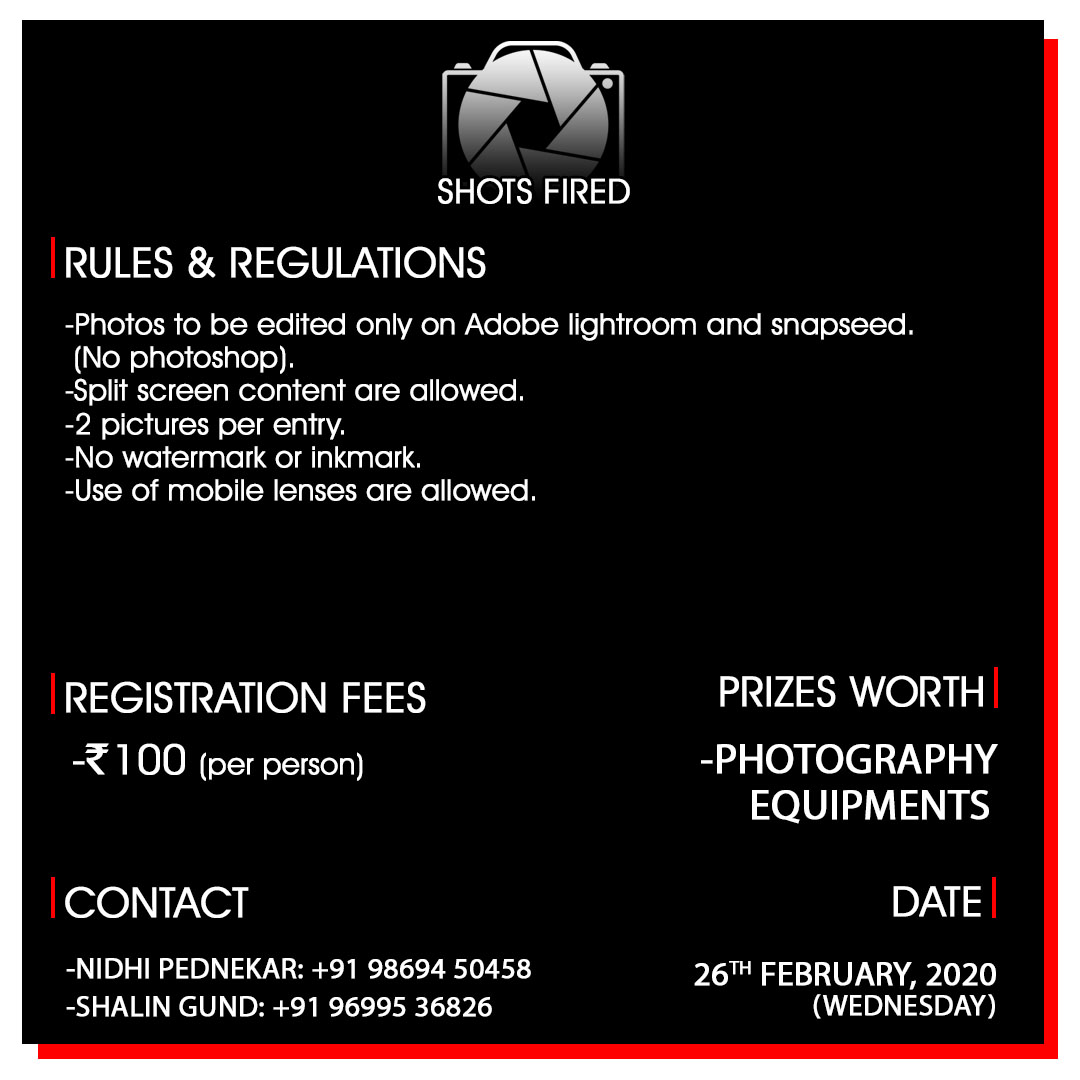 SHOTS FIRED
RULES & REGULATIONS
-Photos to be edited only on Adobe lightroom and snapseed.
(No photoshop).
-Split screen content are allowed.
-2 pictures per entry.
-No watermark or inkmark.
-Use of mobile lenses are allowed.
REGISTRATION FEES
-₹100 (per person)
PRIZES WORTH
-PHOTOGRAPHY
EQUIPMENTS
CONTACT
-NIDHI PEDNEKAR: +91 98694 50458
-SHALIN GUND: +91 96995 36826
DATE
26TH FEBRUARY, 2020
(WEDNESDAY)